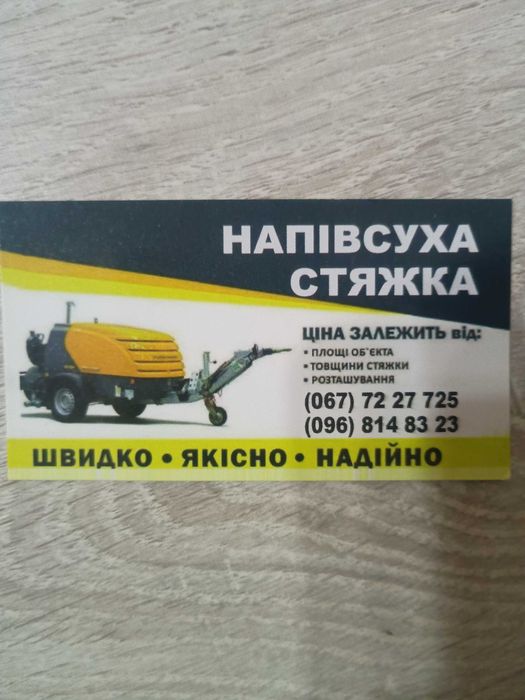 НАПІВСУХА
СТЯЖКА
ЦІНА ЗАЛЕЖИТЬ від:
• ПЛОЩІ ОБ'ЄКТА
• ТОВЩИНИ СТЯЖКИ
• РОЗТАШУВАННЯ
(067) 72 27 725
(096) 814 83 23
ШВИДКО • ЯКІСНО • НАДІЙНО